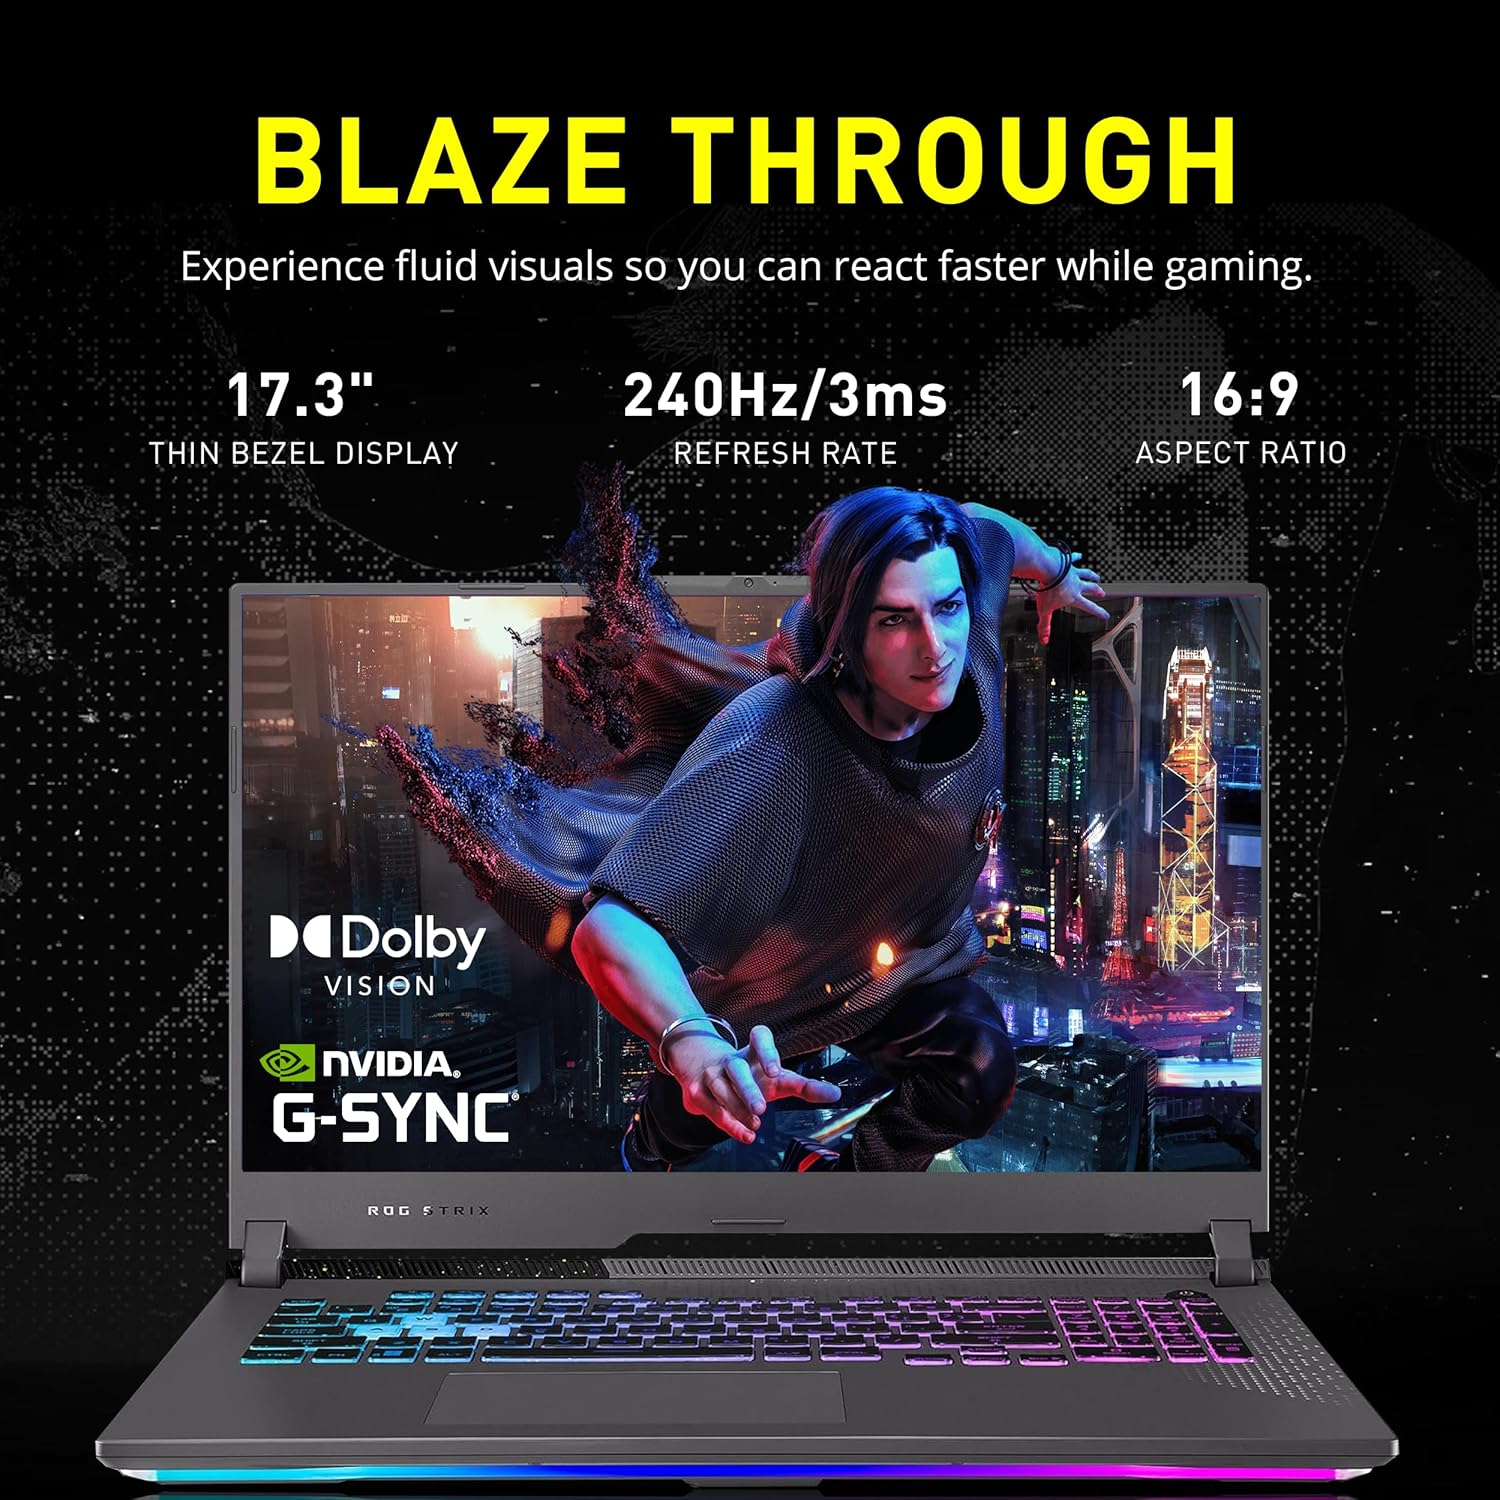 BLAZE THROUGH
Experience fluid visuals so you can react faster while gaming.
17.3"
THIN BEZEL DISPLAY
240Hz/3ms
REFRESH RATE
16:9
ASPECT RATIO
Dolby
VISION
NVIDIA®
G-SYNC®
ROG STRIX